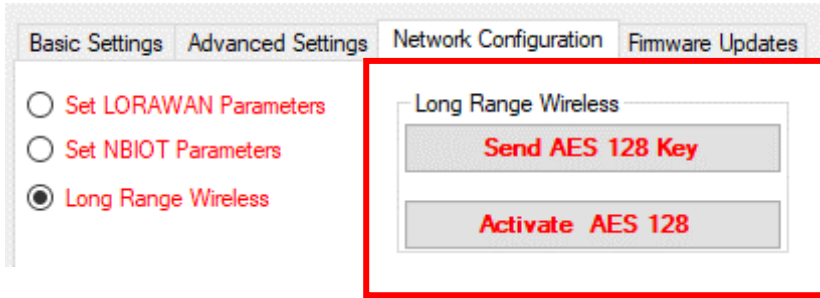 Basic Settings Advanced Settings Network Configuration Firmware Updates
Set LORAWAN Parameters
Set NBIOT Parameters
Long Range Wireless
Long Range Wireless
Send AES 128 Key
Activate AES 128